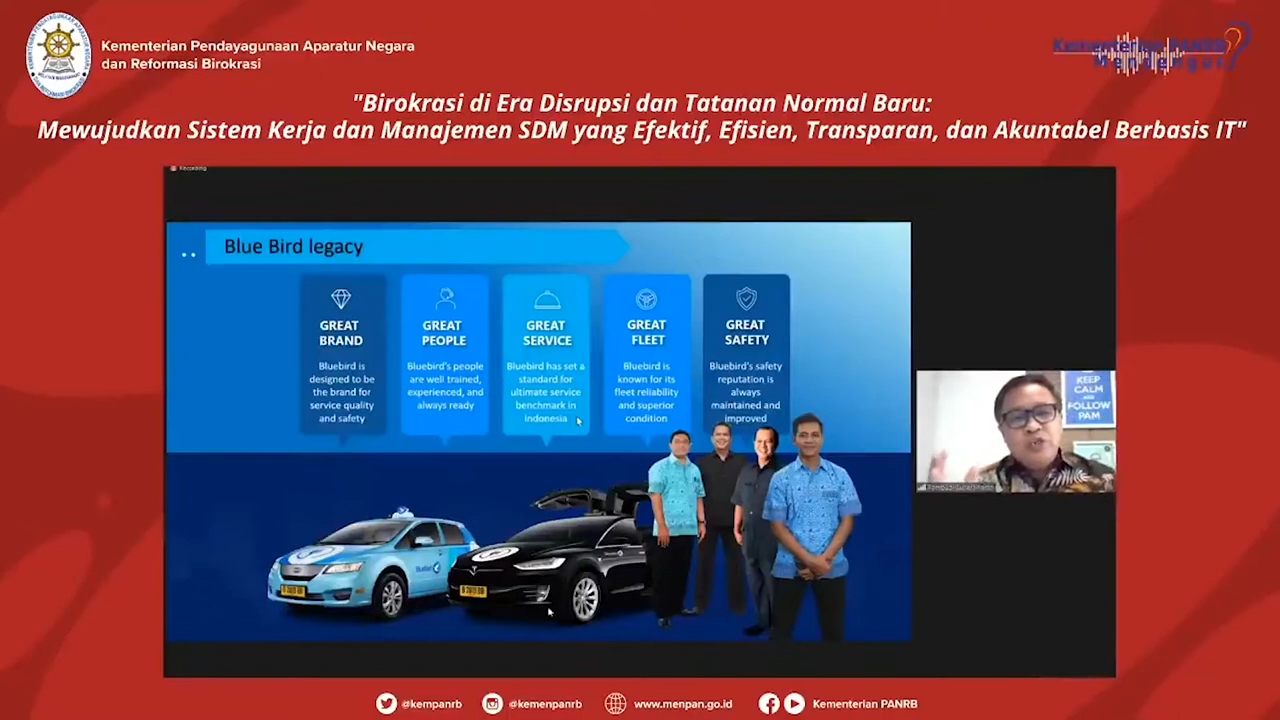 Kementerian Pendayagunaan Aparatur Negara
dan Reformasi Birokrasi
Kementerian PANRB
Mendengar
"Birokrasi di Era Disrupsi dan Tatanan Normal Baru:
Mewujudkan Sistem Kerja dan Manajemen SDM yang Efektif, Efisien, Transparan, dan Akuntabel Berbasis IT"
Recording
Blue Bird legacy
GREAT
BRAND
Bluebird is
designed to be
the brand for
service quality
and safety
GREAT
PEOPLE
Bluebird's people
are well trained,
experienced, and
always ready
GREAT
SERVICE
Bluebird has set a
standard for
ultimate service
benchmark in
Indonesia
GREAT
FLEET
Bluebird is
known for its
fleet reliability
and superior
condition
GREAT
SAFETY
Bluebird's safety
reputation is
always
maintained and
improved
KEEP
CALM
AND
FOLLOW
PAM
@kempanrb
@kemenpanrb
www.menpan.go.id
Kementerian PANRB